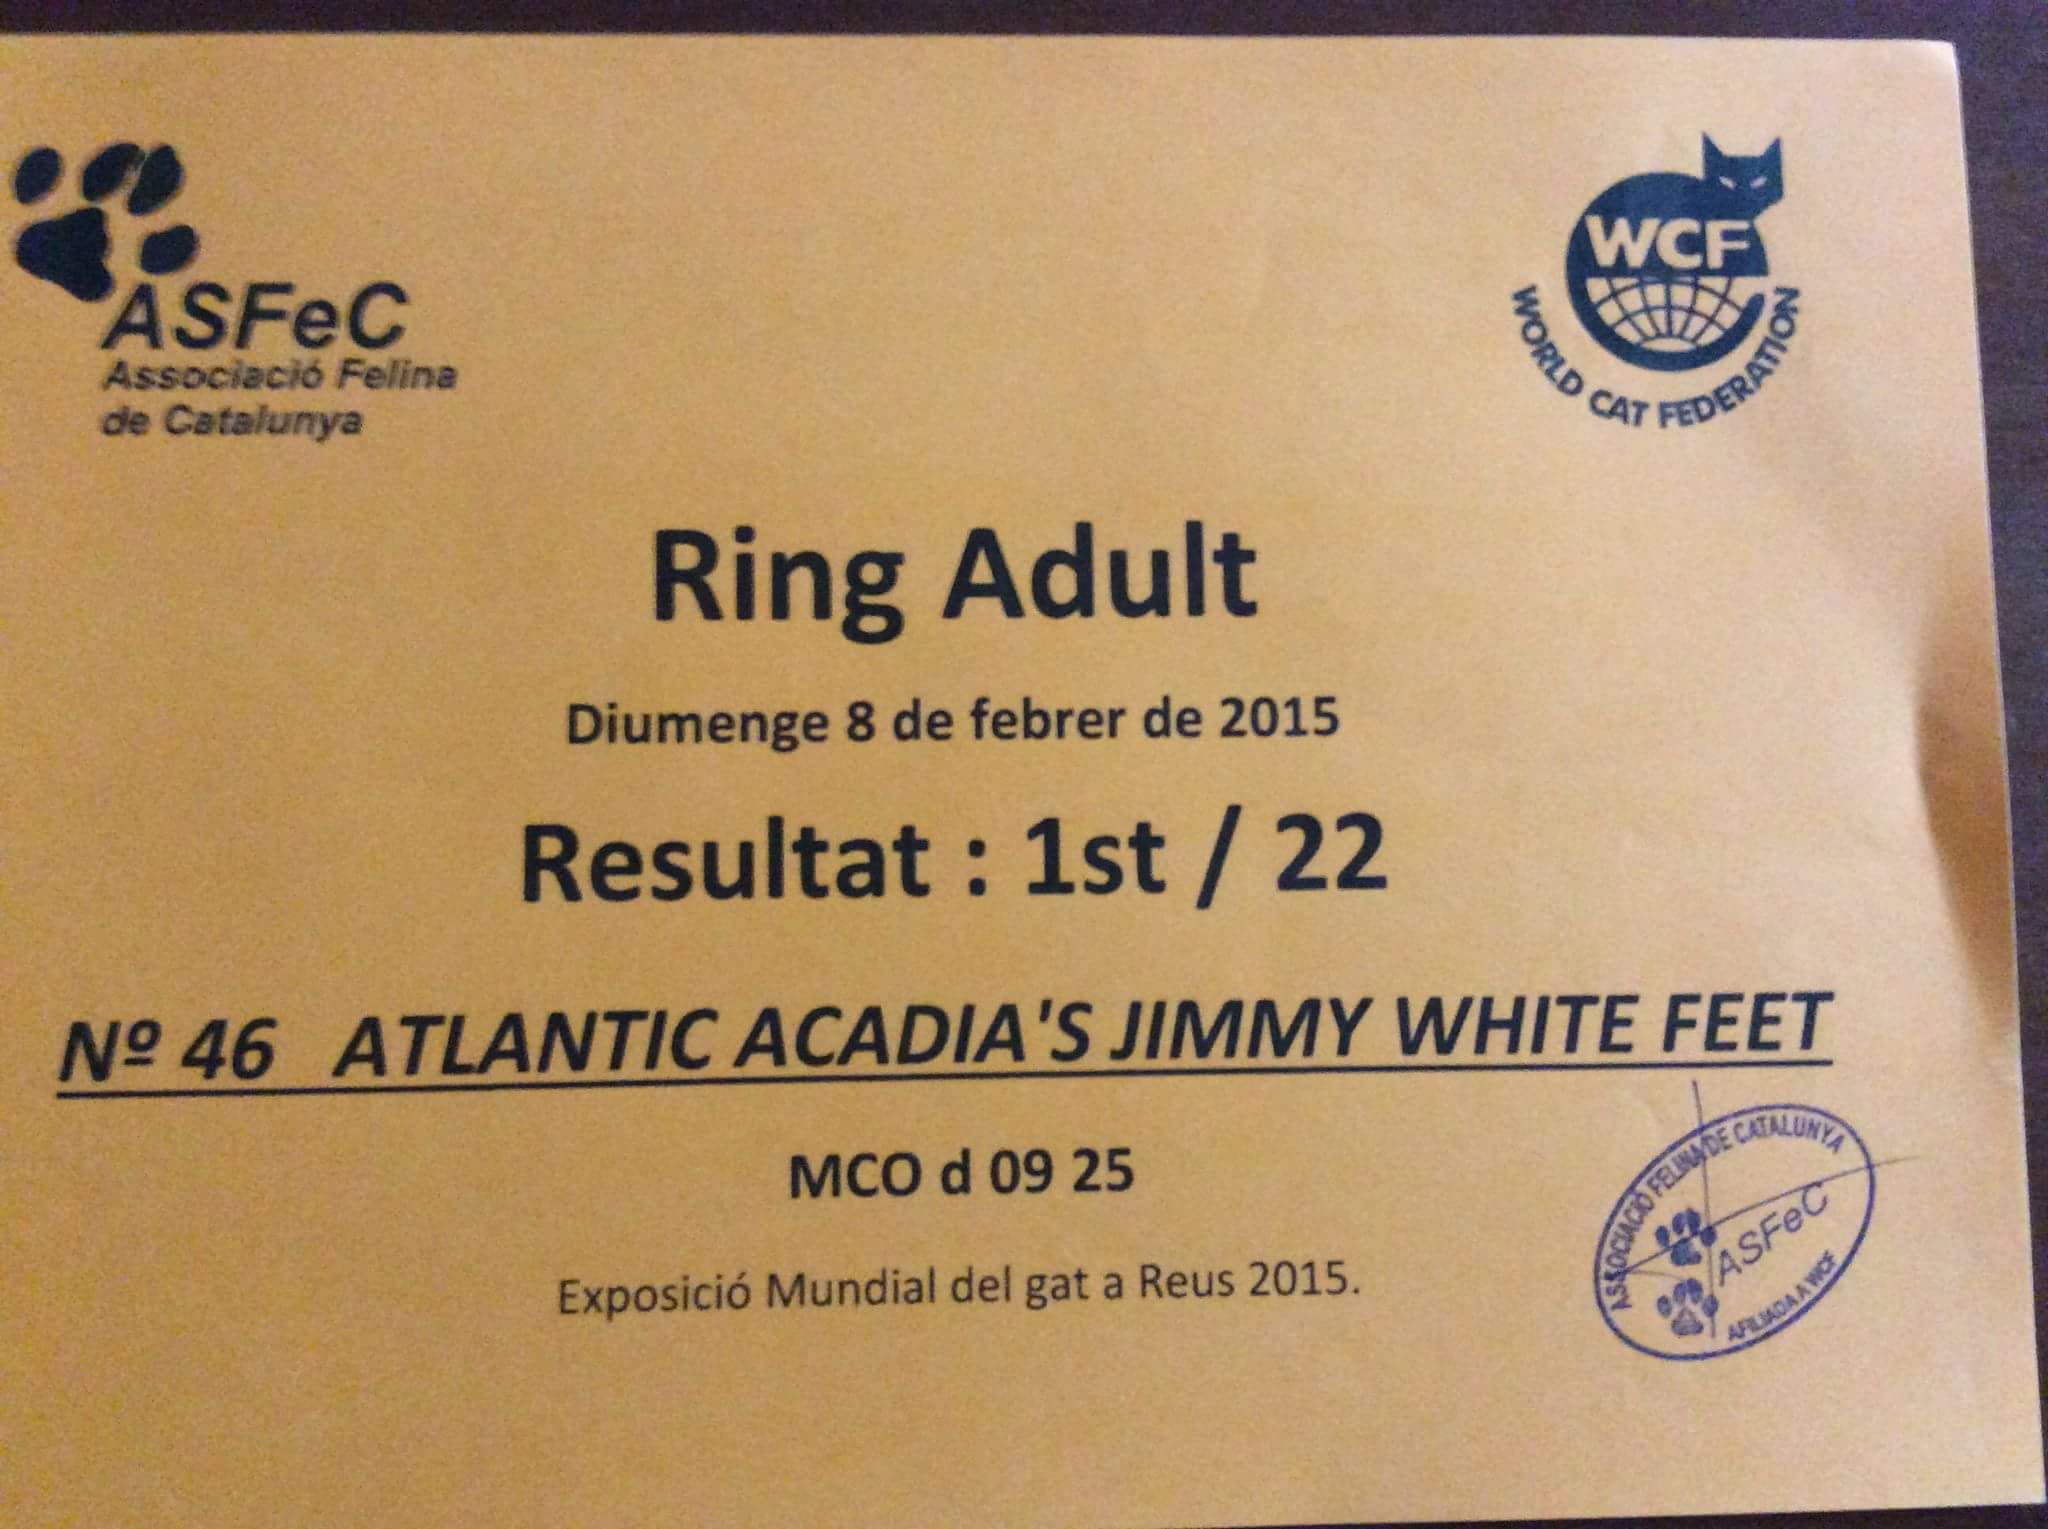 ASFeC
Associació Felina
de Catalunya
WCF
WORLD CAT FEDERATION
Ring Adult
Diumenge 8 de febrer de 2015
Resultat : 1st / 22
Nº 46 ATLANTIC ACADIA'S JIMMY WHITE FEET
MCO d 09 25
Exposició Mundial del gat a Reus 2015.
ASSOCIACIÓ FELINA DE CATALUNYA
ASFeC
AFILIADA A WCF